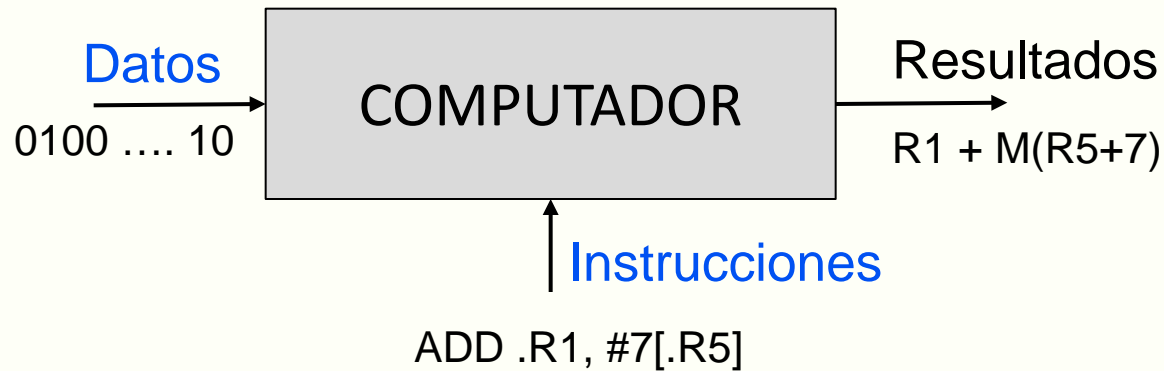 Datos
COMPUTADOR
Resultados
0100 .... 10
R1 + M(R5+7)
Instrucciones
ADD .R1, #7[.R5]